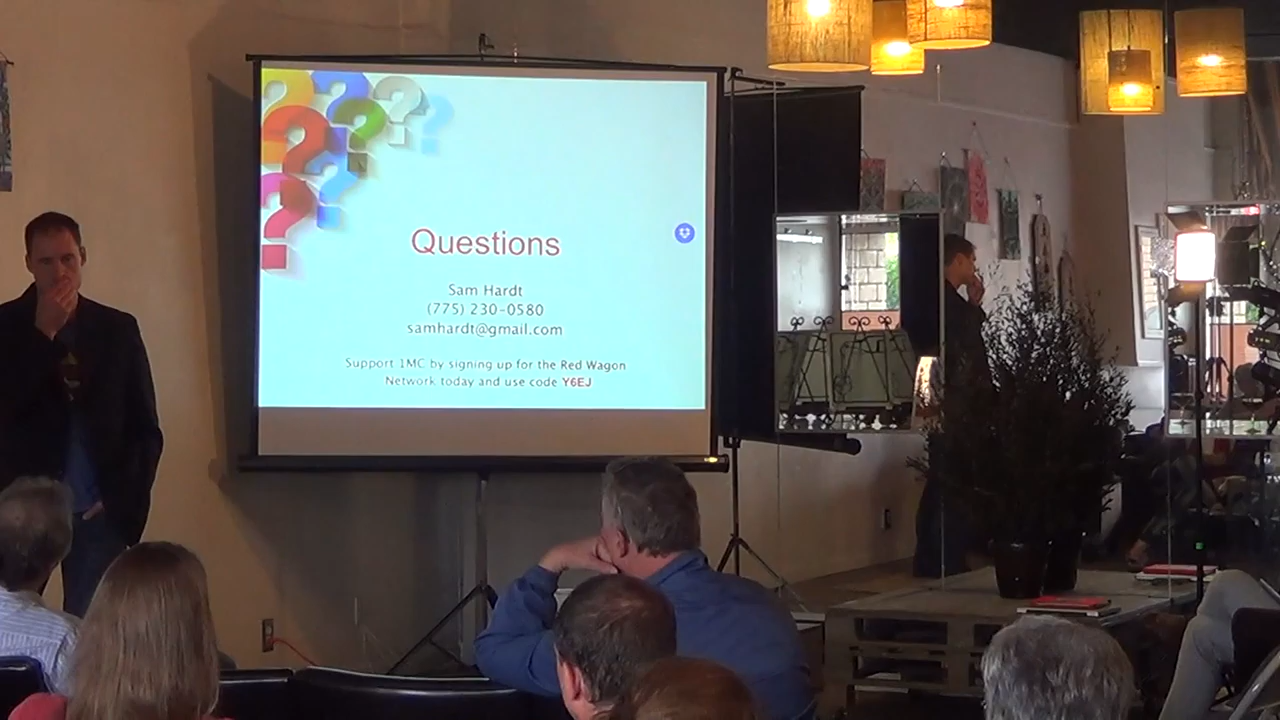 Questions
Sam Hardt
(775) 230-0580
samhardt@gmail.com
Support 1MC by signing up for the Red Wagon
Network today and use code Y6EJ